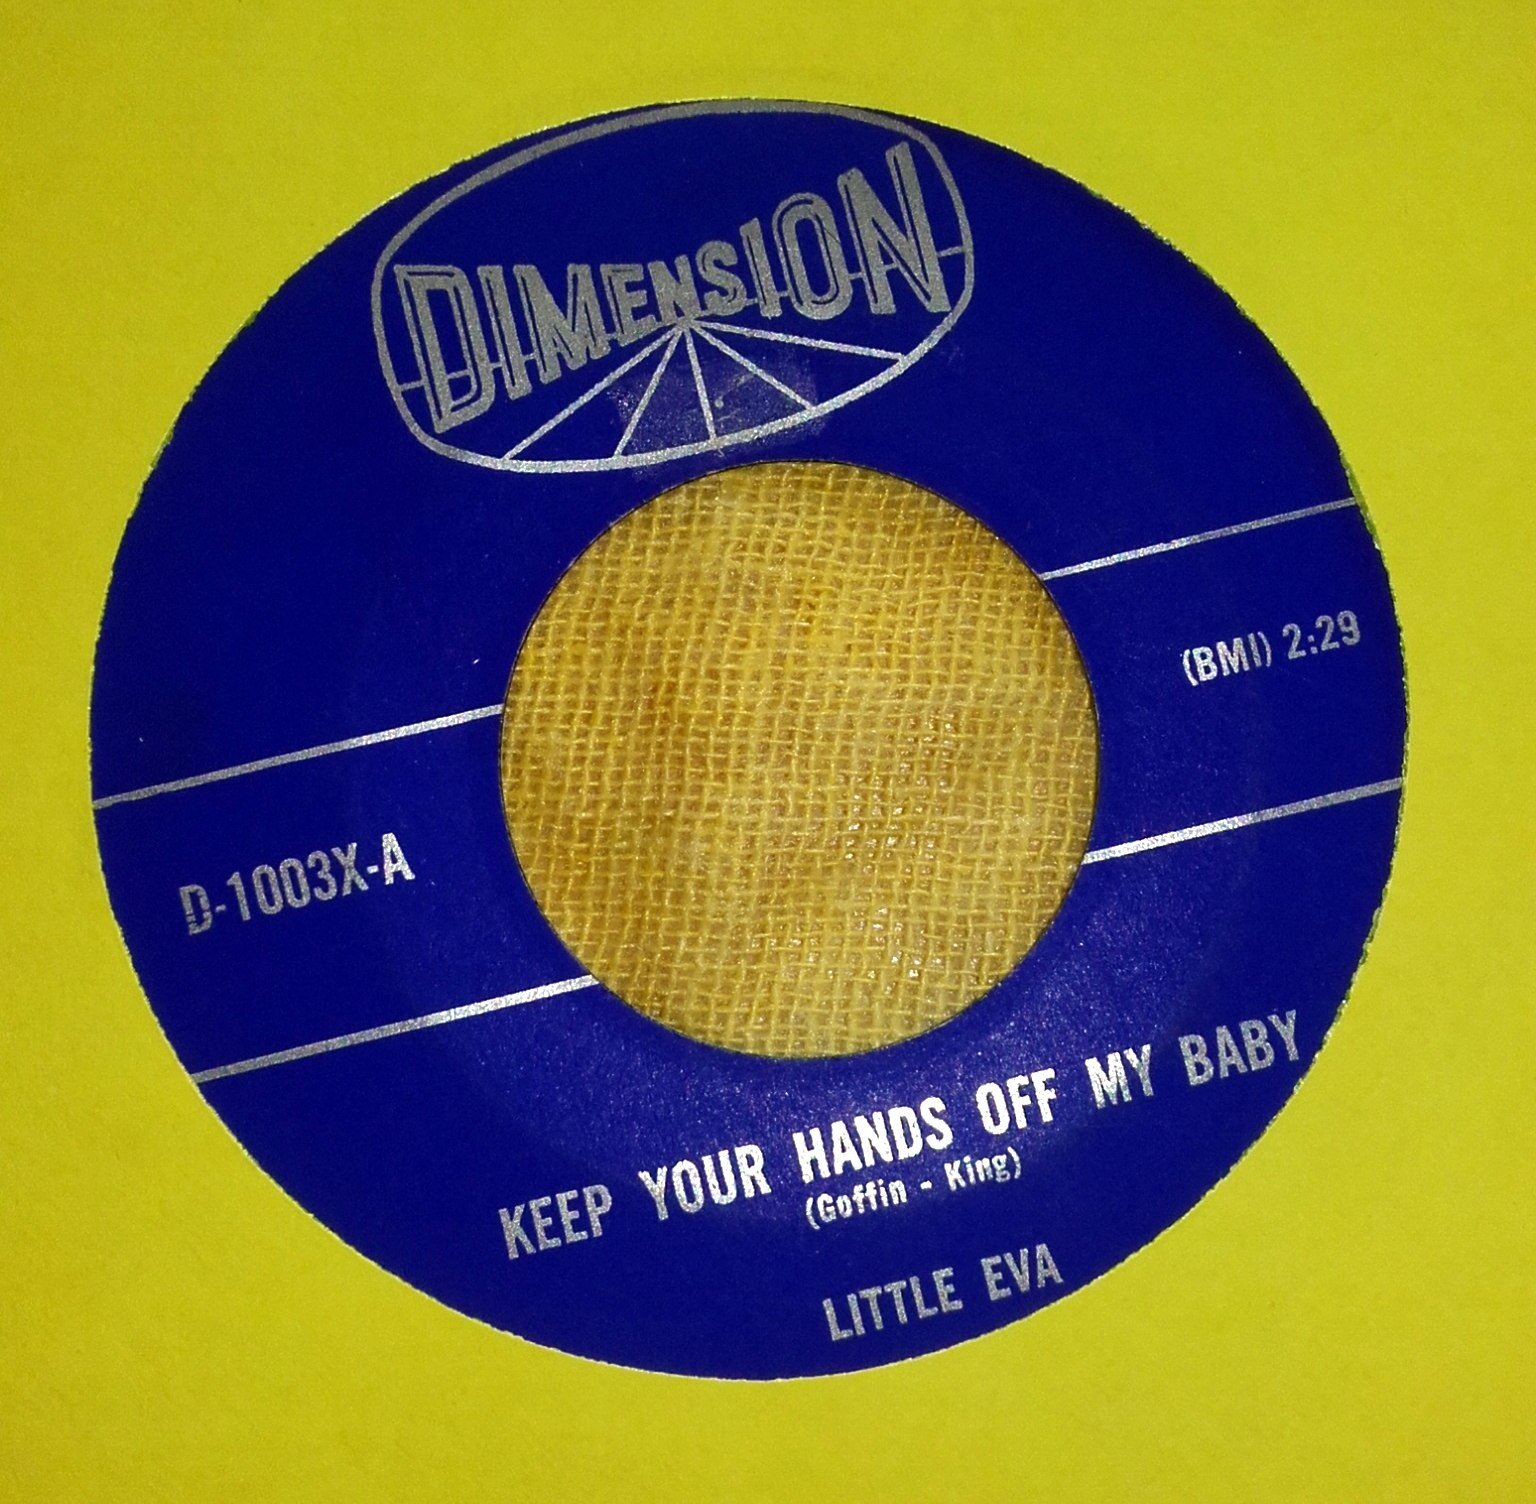 DIMENSION
(BMI) 2:29
D-1003X-A
KEEP YOUR HANDS OFF MY BABY
(Goffin - King)
LITTLE EVA